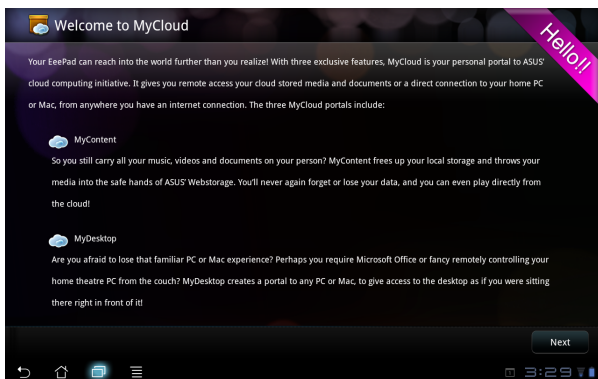 Welcome to MyCloud
Hello!!
Your EeePad can reach into the world further than you realize! With three exclusive features, MyCloud is your personal portal to ASUS'
cloud computing initiative. It gives you remote access your cloud stored media and documents or a direct connection to your home PC
or Mac, from anywhere you have an internet connection. The three MyCloud portals include:
MyContent
So you still carry all your music, videos and documents on your person? MyContent frees up your local storage and throws your
media into the safe hands of ASUS' Webstorage. You'll never again forget or lose your data, and you can even play directly from
the cloud!
MyDesktop
Are you afraid to lose that familiar PC or Mac experience? Perhaps you require Microsoft Office or fancy remotely controlling your
home theatre PC from the couch? MyDesktop creates a portal to any PC or Mac, to give access to the desktop as if you were sitting
there right in front of it!
Next
3:29